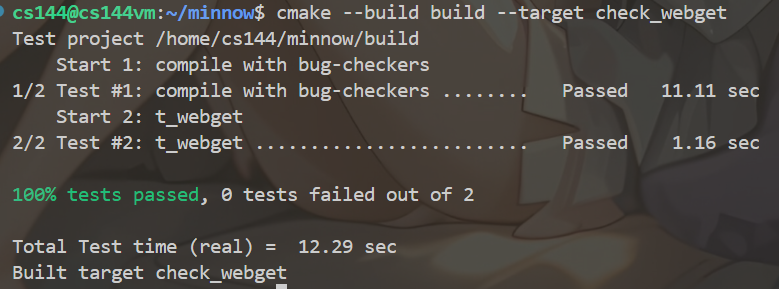 cs144@cs144vm:~/minnow$ cmake --build build --target check_webget
Test project /home/cs144/minnow/build
    Start 1: compile with bug-checkers
1/2 Test #1: compile with bug-checkers ........   Passed   11.11 sec
    Start 2: t_webget
2/2 Test #2: t_webget .........................   Passed    1.16 sec

100% tests passed, 0 tests failed out of 2

Total Test time (real) =  12.29 sec
Built target check_webget